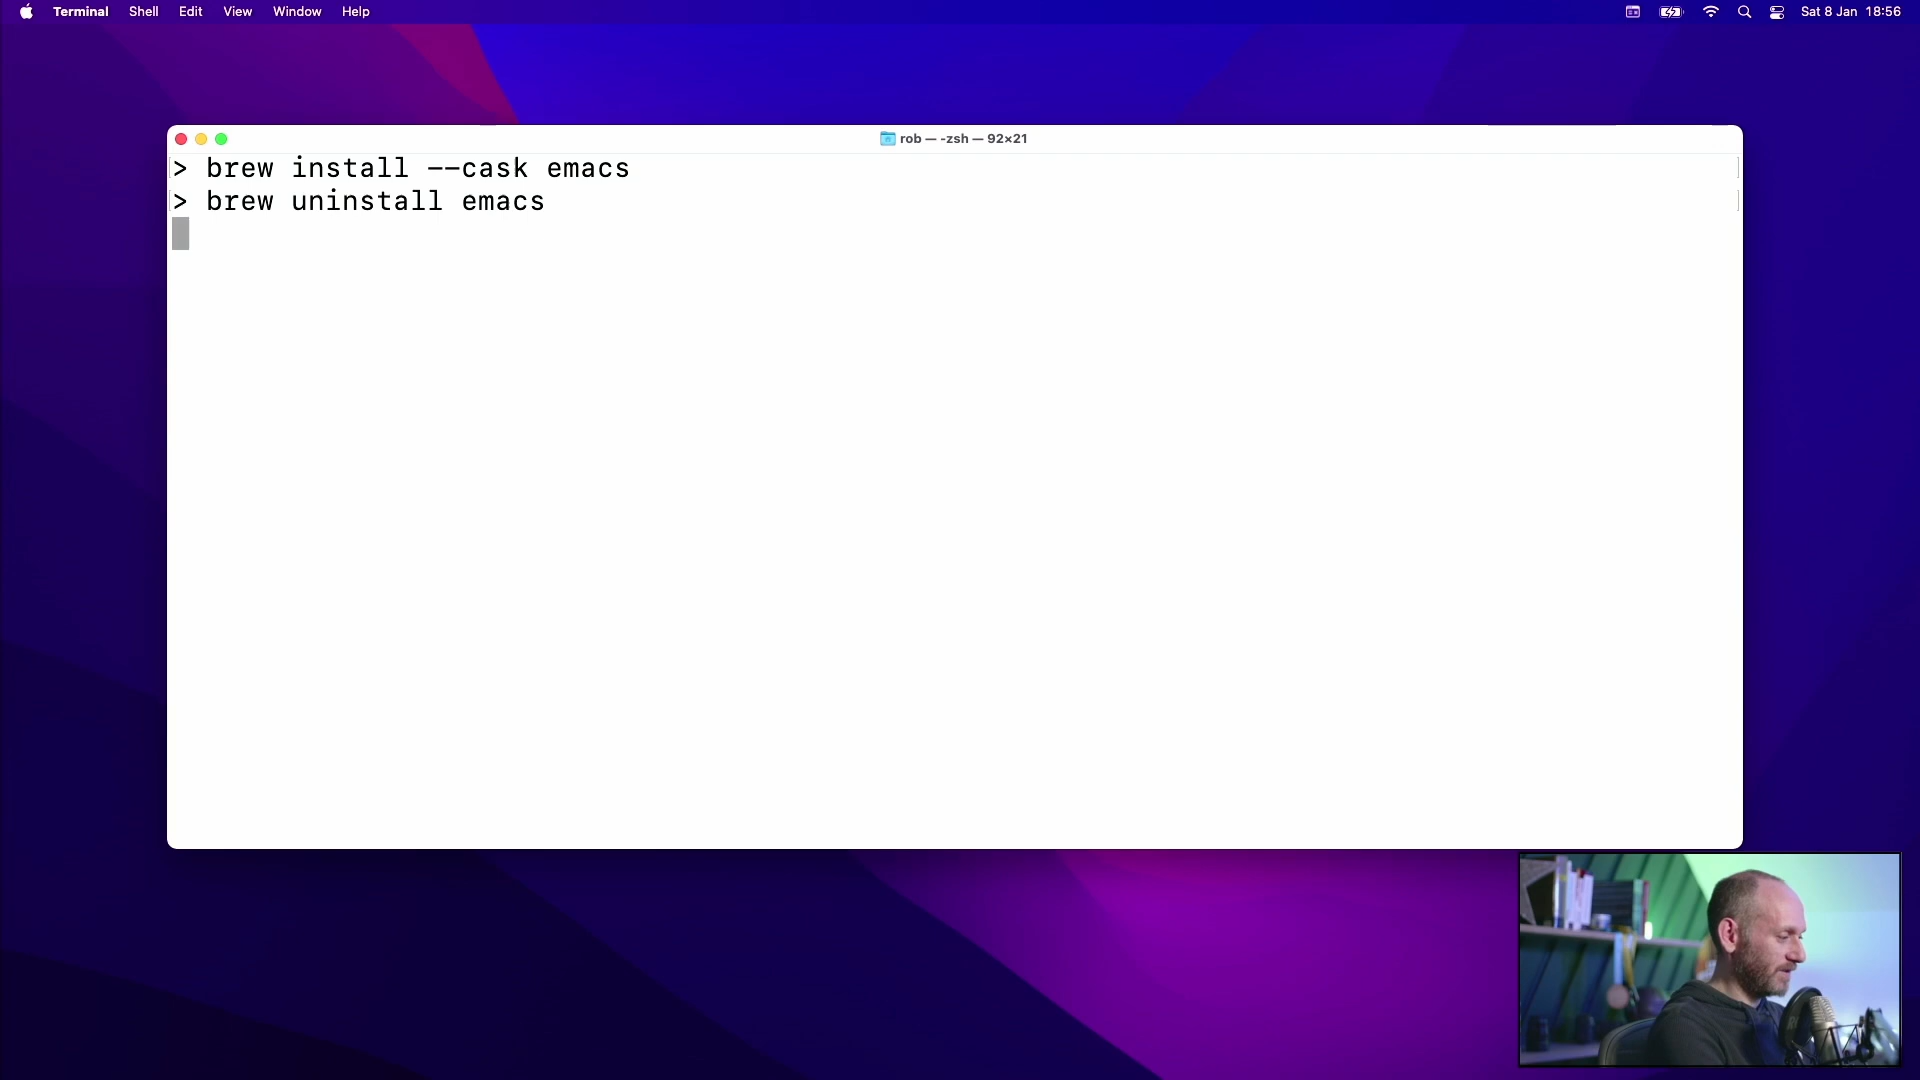 Terminal Shell Edit View Window Help Sat 8 Jan 18:56
rob — -zsh — 92×21
> brew install --cask emacs
> brew uninstall emacs